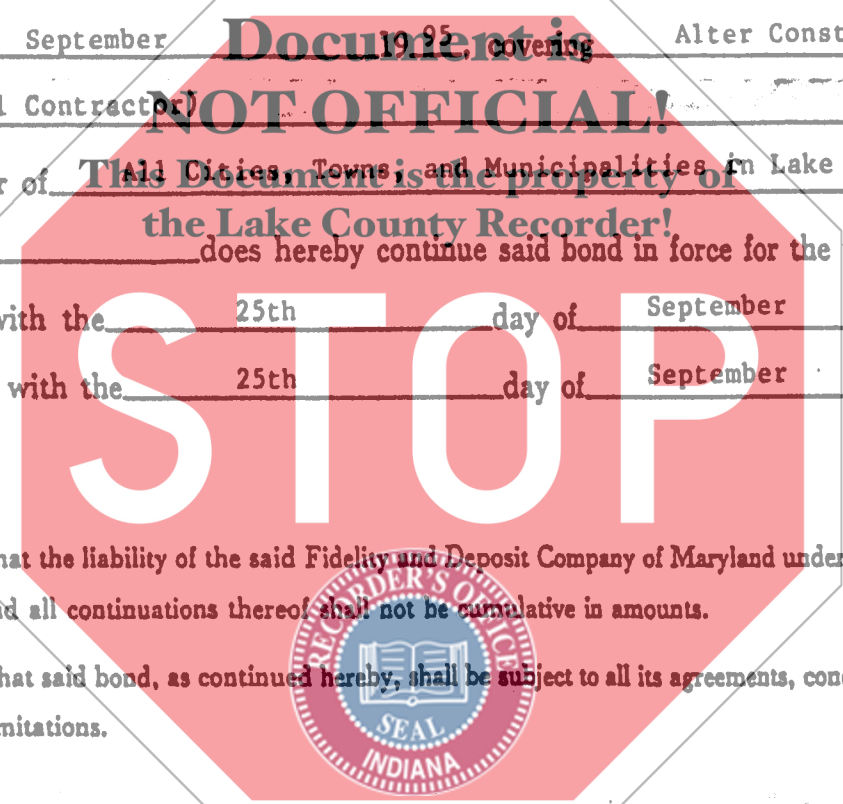 September 1995, covering Alter Const
Document is
l Contractor)
NOT OFFICIAL!
r of All Cities, Towns, and Municipalities in Lake
This Document is the property of
the Lake County Recorder!
does hereby continue said bond in force for the
with the 25th day of September
with the 25th day of September
STOP
hat the liability of the said Fidelity and Deposit Company of Maryland under
d all continuations thereof shall not be cumulative in amounts.
hat said bond, as continued hereby, shall be subject to all its agreements, con
mitations.
RECORDER'S OFFICE
SEAL
INDIANA